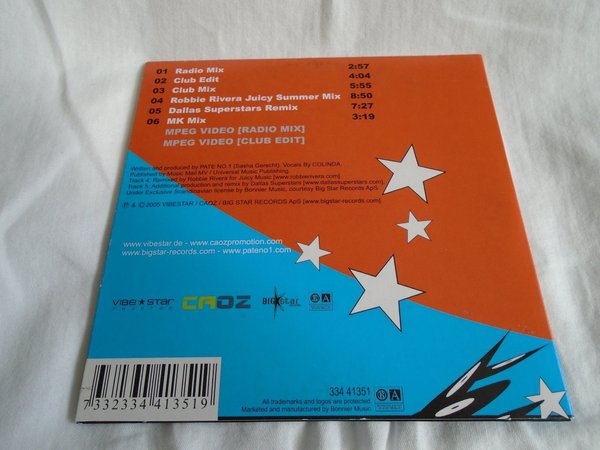 01 Radio Mix 2:57
02 Club Edit 4:04
03 Club Mix 5:55
04 Robbie Rivera Juicy Summer Mix 8:50
05 Dallas Superstars Remix 7:27
06 MK Mix 3:19
MPEG VIDEO [RADIO MIX]
MPEG VIDEO [CLUB EDIT]
Written and produced by PATE NO.1 (Sasha Gerecht). Vocals By COLINDA.
Published by Music Meil MV / Universal Music Publishing.
Track 4: Remixed by Robbie Rivera for Juicy Music [www.robbierivera.com].
Track 5: Additional production and remix by Dallas Superstars [www.dallassuperstars.com].
Under Exclusive Scandinavian license by Bonnier Music, courtesy Big Star Records ApS.
℗ & © 2005 VIBESTAR / CAOZ / BIG STAR RECORDS ApS [www.bigstar-records.com].
www.vibestar.de - www.caozpromotion.com
www.bigstar-records.com - www.pateno1.com
VIBE★STAR CAOZ BIG Star
334 41351
All trademarks and logos are protected.
Marketed and manufactured by Bonnier Music.
7 332334 413519